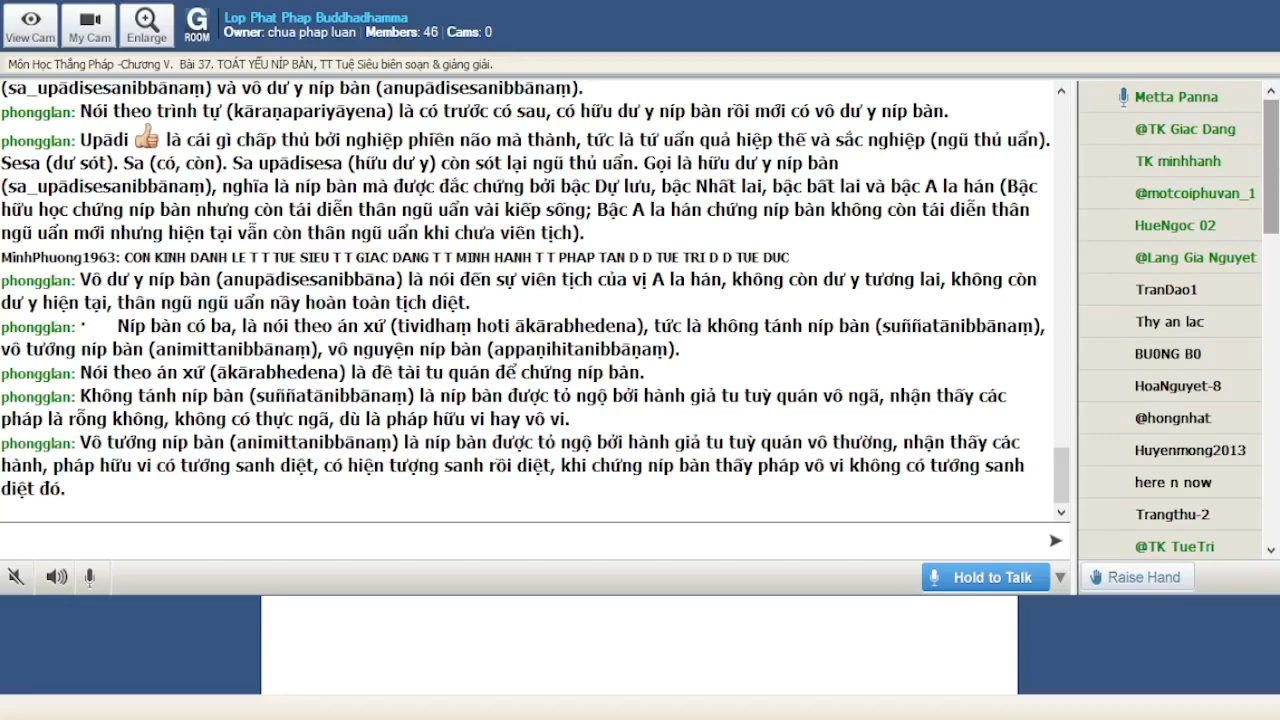 View Cam
My Cam
Enlarge
G
ROOM
Lop Phat Phap Buddhadhamma
Owner: chua phap luan | Members: 46 | Cams: 0
Môn Học Thắng Pháp -Chương V. Bài 37. TOÁT YẾU NÍP BÀN, TT Tuệ Siêu biên soạn & giảng giải.
(sa_upādisesanibbānaṃ) và vô dư y níp bàn (anupādisesanibbānaṃ).
phongglan: Nói theo trình tự (kāraṇapariyāyena) là có trước có sau, có hữu dư y níp bàn rồi mới có vô dư y níp bàn.
phongglan: Upādi 👍 là cái gì chấp thủ bởi nghiệp phiền não mà thành, tức là tứ uẩn quả hiệp thế và sắc nghiệp (ngũ thủ uẩn).
Sesa (dư sót). Sa (có, còn). Sa upādisesa (hữu dư y) còn sót lại ngũ thủ uẩn. Gọi là hữu dư y níp bàn
(sa_upādisesanibbānaṃ), nghĩa là níp bàn mà được đắc chứng bởi bậc Dự lưu, bậc Nhất lai, bậc bất lai và bậc A la hán (Bậc
hữu học chứng níp bàn nhưng còn tái diễn thân ngũ uẩn vài kiếp sống; Bậc A la hán chứng níp bàn không còn tái diễn thân
ngũ uẩn mới nhưng hiện tại vẫn còn thân ngũ uẩn khi chưa viên tịch).
MinhPhuong1963: CON KINH DANH LE T T TUE SIEU T T GIAC DANG T T MINH HANH T T PHAP TAN D D TUE TRI D D TUE DUC
phongglan: Vô dư y níp bàn (anupādisesanibbāna) là nói đến sự viên tịch của vị A la hán, không còn dư y tương lai, không còn
dư y hiện tại, thân ngũ ngũ uẩn nầy hoàn toàn tịch diệt.
phongglan: · Níp bàn có ba, là nói theo án xứ (tividhaṃ hoti ākārabhedena), tức là không tánh níp bàn (suññatānibbānaṃ),
vô tướng níp bàn (animittanibbānaṃ), vô nguyện níp bàn (appaṇihitanibbāṇaṃ).
phongglan: Nói theo án xứ (ākārabhedena) là đề tài tu quán để chứng níp bàn.
phongglan: Không tánh níp bàn (suññatānibbānaṃ) là níp bàn được tỏ ngộ bởi hành giả tu tuỳ quán vô ngã, nhận thấy các
pháp là rỗng không, không có thực ngã, dù là pháp hữu vi hay vô vi.
phongglan: Vô tướng níp bàn (animittanibbānaṃ) là níp bàn được tỏ ngộ bởi hành giả tu tuỳ quán vô thường, nhận thấy các
hành, pháp hữu vi có tướng sanh diệt, có hiện tượng sanh rồi diệt, khi chứng níp bàn thấy pháp vô vi không có tướng sanh
diệt đó.
Metta Panna
@TK Giac Dang
TK minhhanh
@motcoiphuvan_1
HueNgoc 02
@Lang Gia Nguyet
TranDao1
Thy an lac
BU0NG B0
HoaNguyet-8
@hongnhat
Huyenmong2013
here n now
Trangthu-2
@TK TueTri
Hold to Talk
Raise Hand